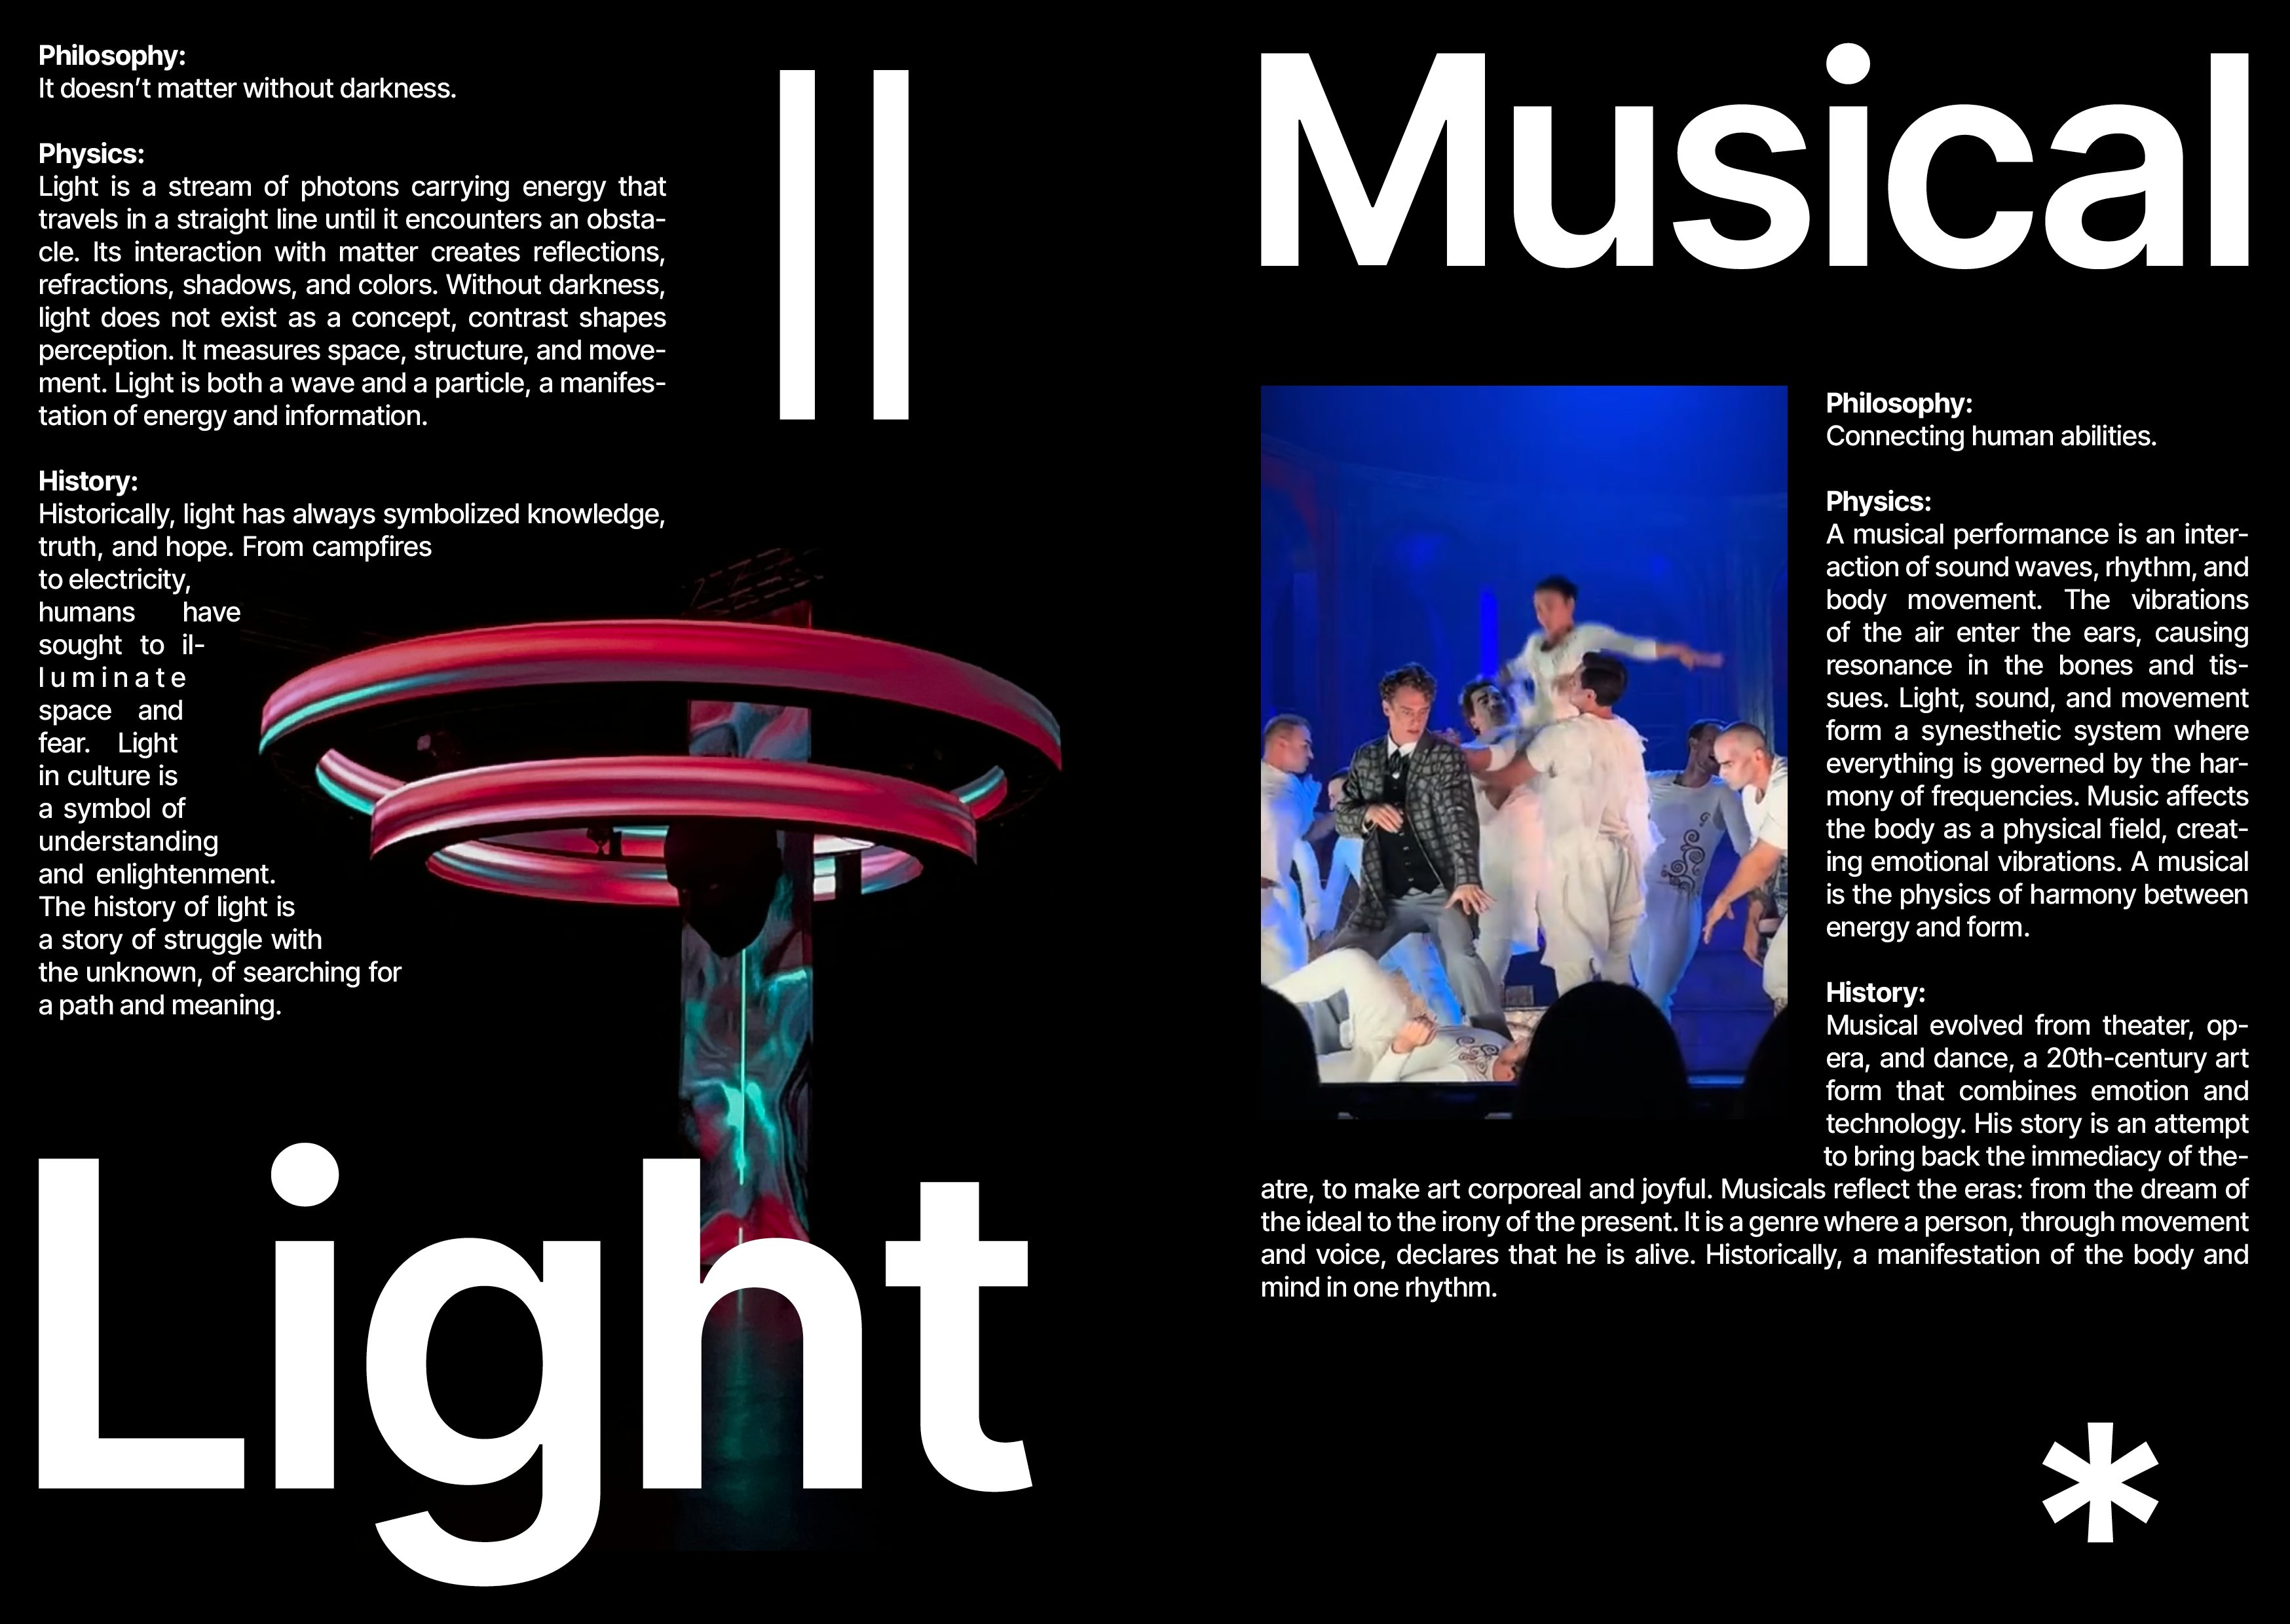 Philosophy:
It doesn’t matter without darkness.
Physics:
Light is a stream of photons carrying energy that
travels in a straight line until it encounters an obsta-
cle. Its interaction with matter creates reflections,
refractions, shadows, and colors. Without darkness,
light does not exist as a concept, contrast shapes
perception. It measures space, structure, and move-
ment. Light is both a wave and a particle, a manifes-
tation of energy and information.
History:
Historically, light has always symbolized knowledge,
truth, and hope. From campfires
to electricity,
humans have
sought to il-
luminate
space and
fear. Light
in culture is
a symbol of
understanding
and enlightenment.
The history of light is
a story of struggle with
the unknown, of searching for
a path and meaning.
||
Light
Musical
Philosophy:
Connecting human abilities.
Physics:
A musical performance is an inter-
action of sound waves, rhythm, and
body movement. The vibrations
of the air enter the ears, causing
resonance in the bones and tis-
sues. Light, sound, and movement
form a synesthetic system where
everything is governed by the har-
mony of frequencies. Music affects
the body as a physical field, creat-
ing emotional vibrations. A musical
is the physics of harmony between
energy and form.
History:
Musical evolved from theater, op-
era, and dance, a 20th-century art
form that combines emotion and
technology. His story is an attempt
to bring back the immediacy of the-
atre, to make art corporeal and joyful. Musicals reflect the eras: from the dream of
the ideal to the irony of the present. It is a genre where a person, through movement
and voice, declares that he is alive. Historically, a manifestation of the body and
mind in one rhythm.
*